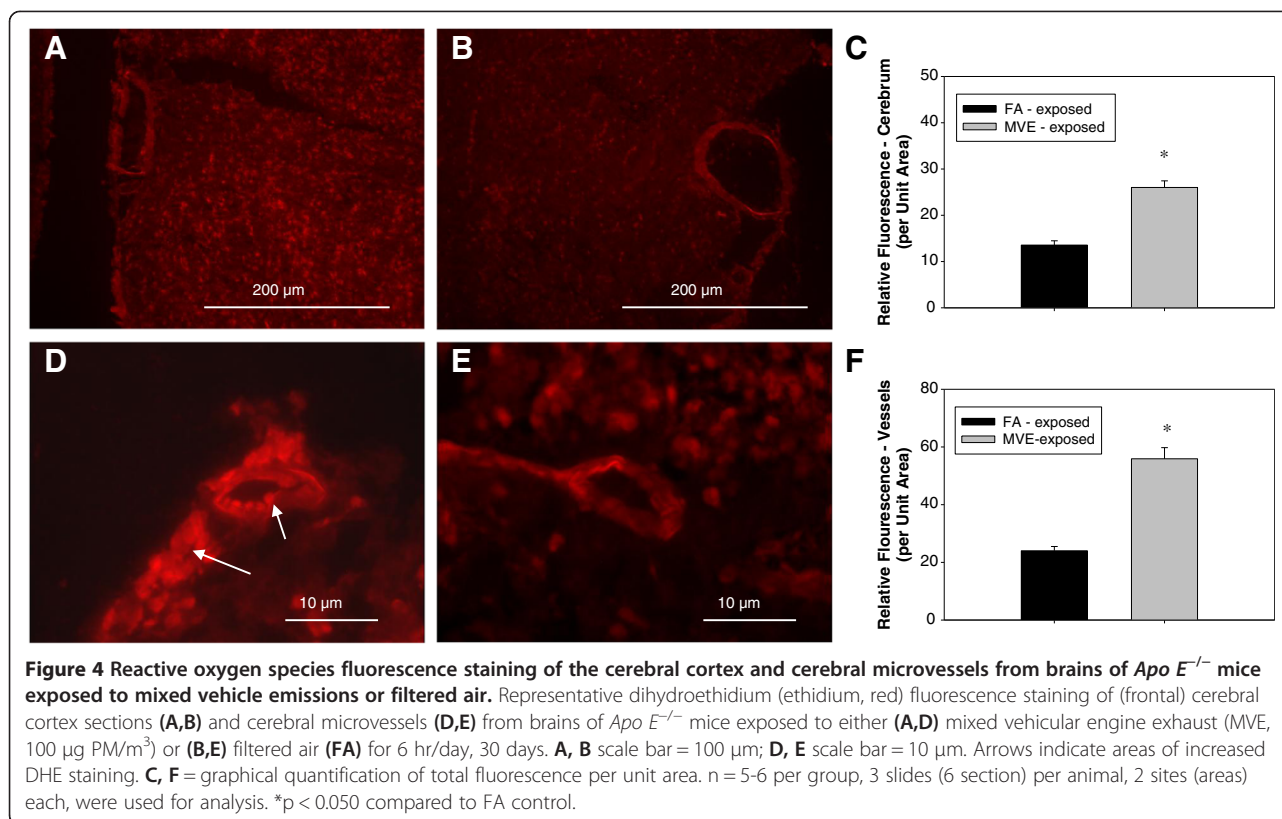 A
B
C
50
40
30
20
10
0
Relative Fluorescence - Cerebrum
(per Unit Area)
FA - exposed
MVE - exposed
*
200 µm
200 µm
D
E
F
80
60
40
20
0
Relative Flourescence - Vessels
(per Unit Area)
FA - exposed
MVE-exposed
*
10 µm
10 µm
Figure 4 Reactive oxygen species fluorescence staining of the cerebral cortex and cerebral microvessels from brains of Apo E⁻/⁻ mice
exposed to mixed vehicle emissions or filtered air. Representative dihydroethidium (ethidium, red) fluorescence staining of (frontal) cerebral
cortex sections (A,B) and cerebral microvessels (D,E) from brains of Apo E⁻/⁻ mice exposed to either (A,D) mixed vehicular engine exhaust (MVE,
100 µg PM/m³) or (B,E) filtered air (FA) for 6 hr/day, 30 days. A, B scale bar = 100 µm; D, E scale bar = 10 µm. Arrows indicate areas of increased
DHE staining. C, F = graphical quantification of total fluorescence per unit area. n = 5-6 per group, 3 slides (6 section) per animal, 2 sites (areas)
each, were used for analysis. *p < 0.050 compared to FA control.